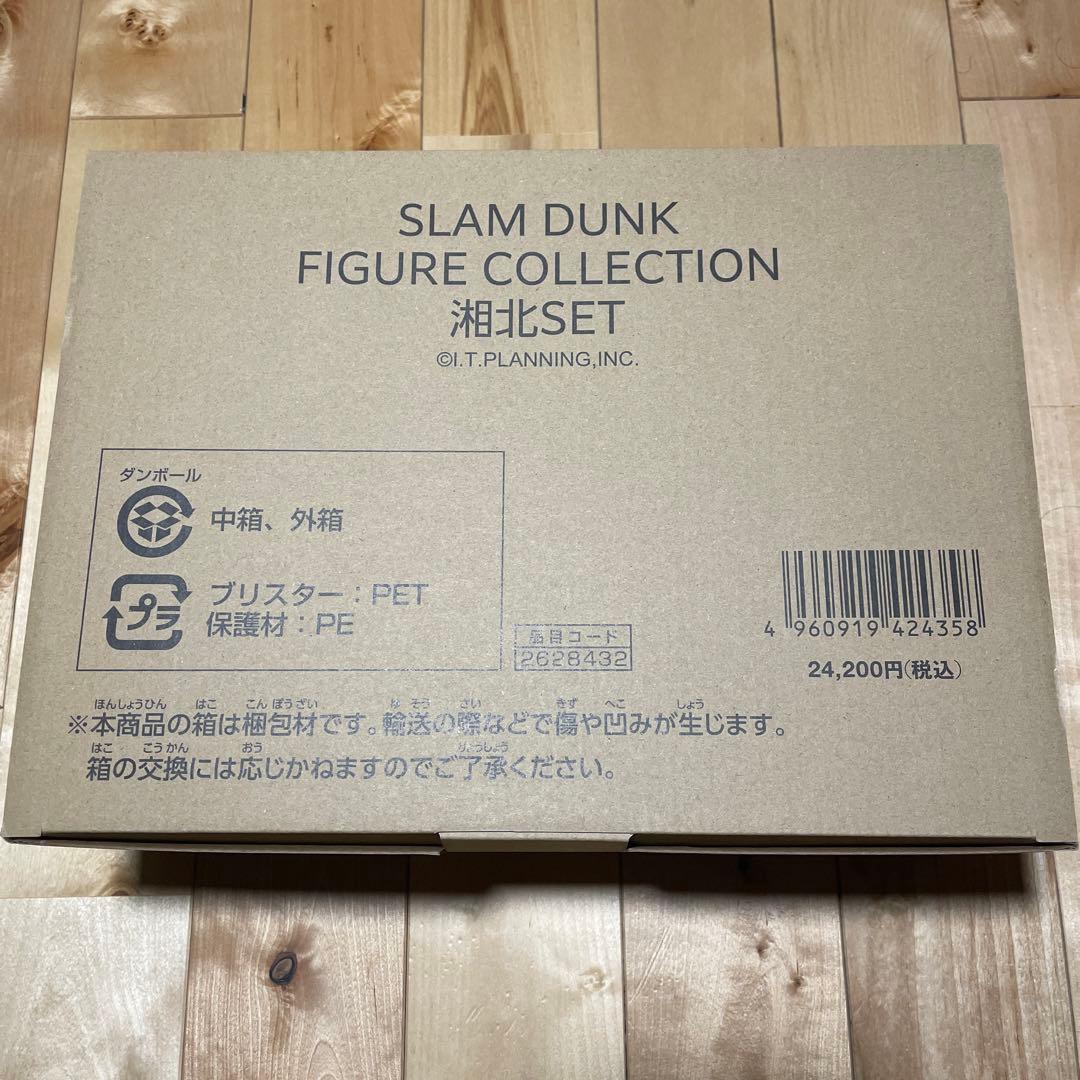 SLAM DUNK
FIGURE COLLECTION
湘北SET
©I.T.PLANNING,INC.
ダンボール
中箱、外箱
プラ
ブリスター：PET
保護材：PE
品目コード
2628432
4 960919 424358
24,200円(税込)
ほんしょうひん はこ こん ぽうざい ゆ そう さい きず へこ しょう
※本商品の箱は梱包材です。輸送の際などで傷や凹みが生じます。
はこ こうかん おう りょうしょう
箱の交換には応じかねますのでご了承ください。